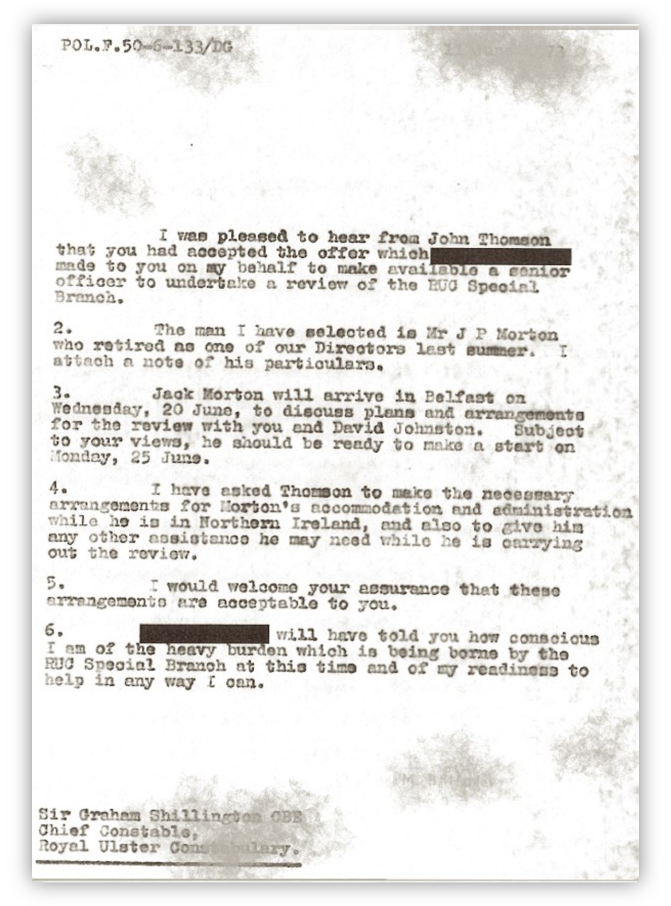 POL.F.50-6-133/DG
I was pleased to hear from John Thomson
that you had accepted the offer which
made to you on my behalf to make available a senior
officer to undertake a review of the RUC Special
Branch.
2. The man I have selected is Mr J P Morton
who retired as one of our Directors last summer. I
attach a note of his particulars.
3. Jack Morton will arrive in Belfast on
Wednesday, 20 June, to discuss plans and arrangements
for the review with you and David Johnston. Subject
to your views, he should be ready to make a start on
Monday, 25 June.
4. I have asked Thomson to make the necessary
arrangements for Morton's accommodation and administration
while he is in Northern Ireland, and also to give him
any other assistance he may need while he is carrying
out the review.
5. I would welcome your assurance that these
arrangements are acceptable to you.
6. will have told you how conscious
I am of the heavy burden which is being borne by the
RUC Special Branch at this time and of my readiness to
help in any way I can.
Sir Graham Shillington CBE
Chief Constable,
Royal Ulster Constabulary.